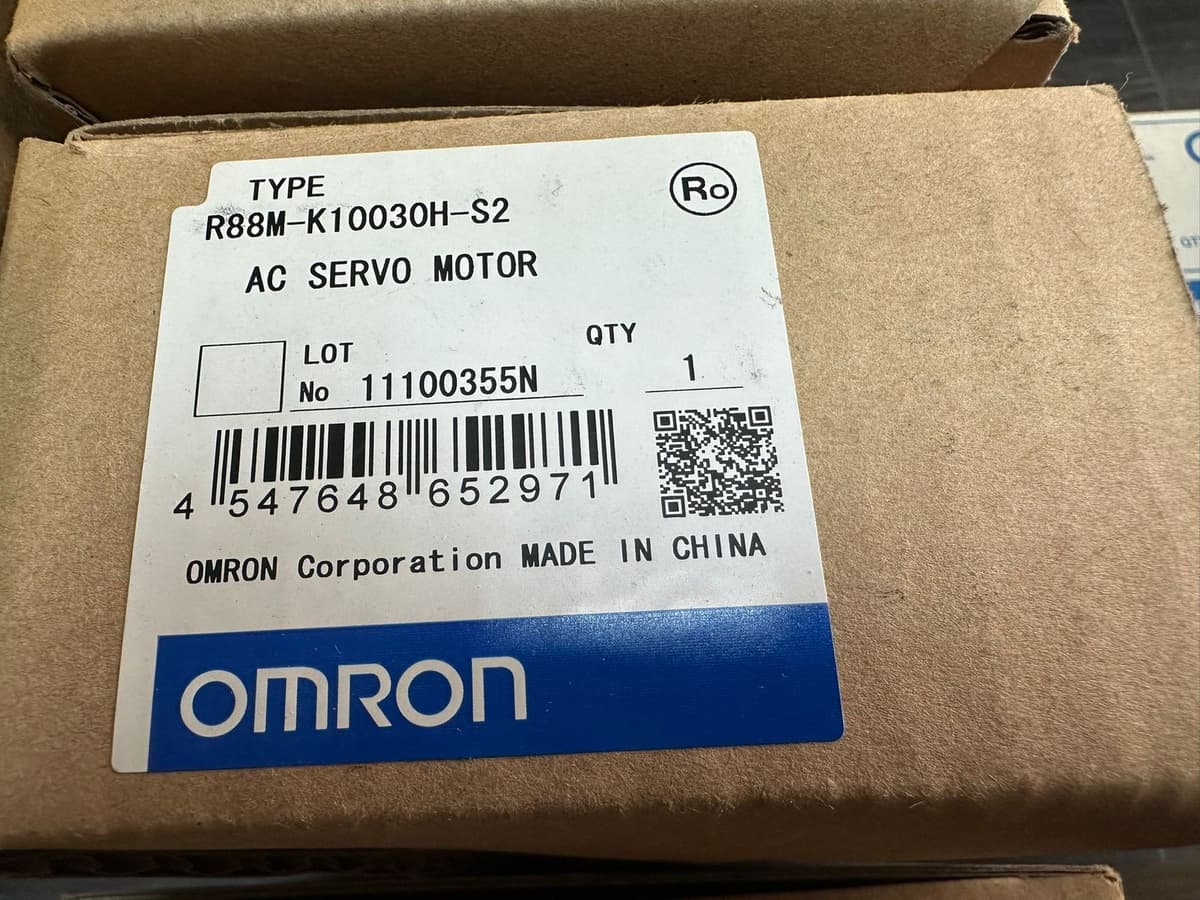 TYPE
R88M-K10030H-S2
Ro
AC SERVO MOTOR
LOT
No 11100355N
QTY
1
4 547648 652971
OMRON Corporation MADE IN CHINA
OMRON